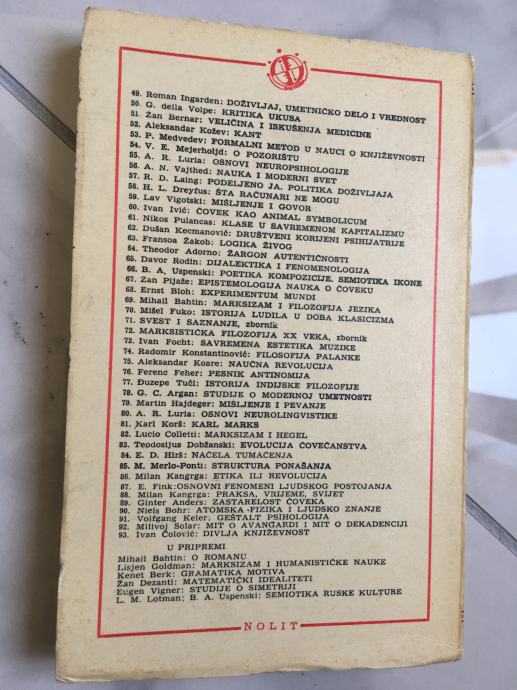 49. Roman Ingarden: DOŽIVLJAJ, UMETNIČKO DELO I VREDNOST
50. G. della Volpe: KRITIKA UKUSA
51. Žan Bernar: VELIČINA I ISKUŠENJA MEDICINE
52. Aleksandar Kožev: KANT
53. P. Medvedev: FORMALNI METOD U NAUCI O KNJIŽEVNOSTI
54. V. E. Mejerholjd: O POZORIŠTU
55. A. R. Luria: OSNOVI NEUROPSIHOLOGIJE
56. A. N. Vajthed: NAUKA I MODERNI SVET
57. R. D. Laing: PODELJENO JA. POLITIKA DOŽIVLJAJA
58. H. L. Dreyfus: ŠTA RAČUNARI NE MOGU
59. Lav Vigotski: MIŠLJENJE I GOVOR
60. Ivan Ivić: ČOVEK KAO ANIMAL SYMBOLICUM
61. Nikos Pulancas: KLASE U SAVREMENOM KAPITALIZMU
62. Dušan Kecmanović: DRUŠTVENI KORIJENI PSIHIJATRIJE
63. Fransoa Žakob: LOGIKA ŽIVOG
64. Theodor Adorno: ŽARGON AUTENTIČNOSTI
65. Davor Rodin: DIJALEKTIKA I FENOMENOLOGIJA
66. B. A. Uspenski: POETIKA KOMPOZICIJE. SEMIOTIKA IKONE
67. Žan Pijaže: EPISTEMOLOGIJA NAUKA O ČOVEKU
68. Ernst Bloh: EXPERIMENTUM MUNDI
69. Mihail Bahtin: MARKSIZAM I FILOZOFIJA JEZIKA
70. Mišel Fuko: ISTORIJA LUDILA U DOBA KLASICIZMA
71. SVEST I SAZNANJE, zbornik
72. MARKSISTIČKA FILOZOFIJA XX VEKA, zbornik
73. Ivan Focht: SAVREMENA ESTETIKA MUZIKE
74. Radomir Konstantinović: FILOSOFIJA PALANKE
75. Aleksandar Koare: NAUČNA REVOLUCIJA
76. Ferenc Feher: PESNIK ANTINOMIJA
77. Đuzepe Tuči: ISTORIJA INDIJSKE FILOZOFIJE
78. G. C. Argan: STUDIJE O MODERNOJ UMETNOSTI
79. Martin Hajdeger: MIŠLJENJE I PEVANJE
80. A. R. Luria: OSNOVI NEUROLINGVISTIKE
81. Karl Korš: KARL MARKS
82. Lucio Colletti: MARKSIZAM I HEGEL
83. Teodosijus Dobžanski: EVOLUCIJA ČOVEČANSTVA
84. E. D. Hirš: NAČELA TUMAČENJA
85. M. Merlo-Ponti: STRUKTURA PONAŠANJA
86. Milan Kangrga: ETIKA ILI REVOLUCIJA
87. E. Fink: OSNOVNI FENOMENI LJUDSKOG POSTOJANJA
88. Milan Kangrga: PRAKSA, VRIJEME, SVIJET
89. Ginter Anders: ZASTARELOST ČOVEKA
90. Niels Bohr: ATOMSKA FIZIKA I LJUDSKO ZNANJE
91. Volfgang Keler: GEŠTALT PSIHOLOGIJA
92. Milivoj Solar: MIT O AVANGARDI I MIT O DEKADENCIJI
93. Ivan Čolović: DIVLJA KNJIŽEVNOST
U PRIPREMI
Mihail Bahtin: O ROMANU
Lisjen Goldman: MARKSIZAM I HUMANISTIČKE NAUKE
Kenet Berk: GRAMATIKA MOTIVA
Žan Dezanti: MATEMATIČKI IDEALITETI
Eugen Vigner: STUDIJE O SIMETRIJI
L. M. Lotman; B. A. Uspenski: SEMIOTIKA RUSKE KULTURE
NOLIT